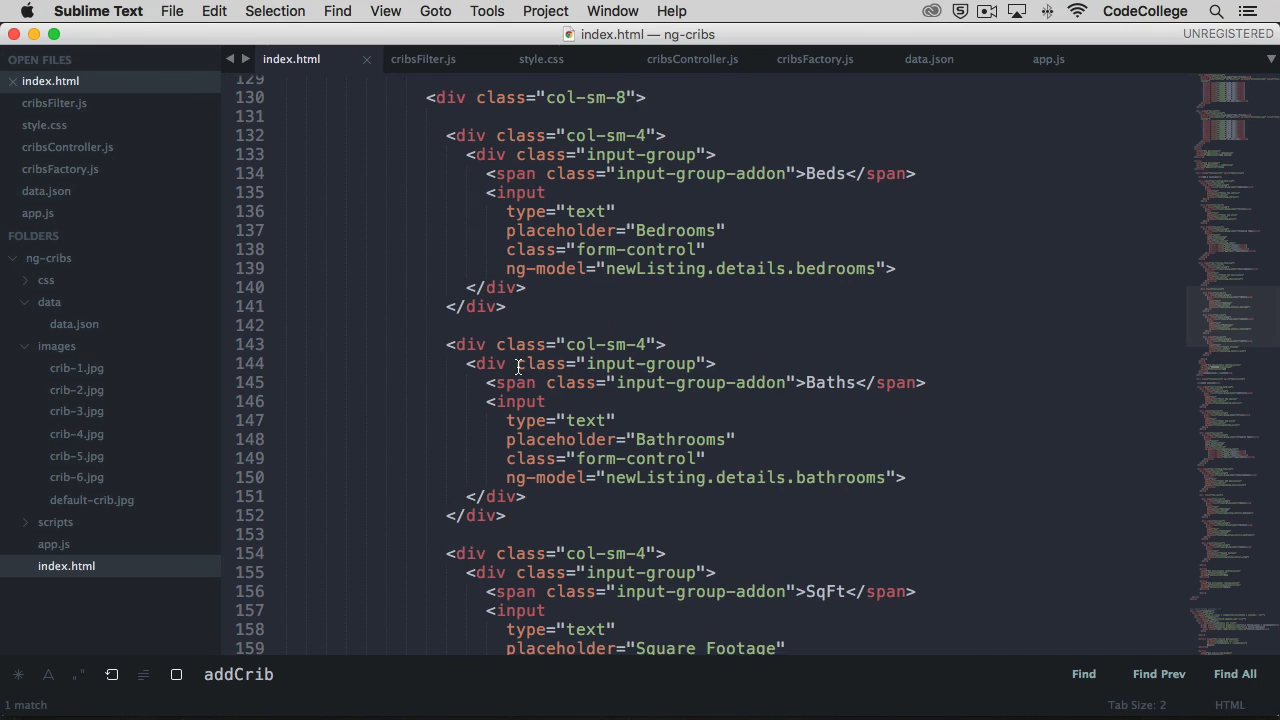 Sublime Text File Edit Selection Find View Goto Tools Project Window Help CodeCollege
index.html — ng-cribs UNREGISTERED
OPEN FILES
index.html
cribsFilter.js
style.css
cribsController.js
cribsFactory.js
data.json
app.js
FOLDERS
ng-cribs
css
data
data.json
images
crib-1.jpg
crib-2.jpg
crib-3.jpg
crib-4.jpg
crib-5.jpg
crib-6.jpg
default-crib.jpg
scripts
app.js
index.html
index.html cribsFilter.js style.css cribsController.js cribsFactory.js data.json app.js
129
130 <div class="col-sm-8">
131
132 <div class="col-sm-4">
133 <div class="input-group">
134 <span class="input-group-addon">Beds</span>
135 <input
136 type="text"
137 placeholder="Bedrooms"
138 class="form-control"
139 ng-model="newListing.details.bedrooms">
140 </div>
141 </div>
142
143 <div class="col-sm-4">
144 <div class="input-group">
145 <span class="input-group-addon">Baths</span>
146 <input
147 type="text"
148 placeholder="Bathrooms"
149 class="form-control"
150 ng-model="newListing.details.bathrooms">
151 </div>
152 </div>
153
154 <div class="col-sm-4">
155 <div class="input-group">
156 <span class="input-group-addon">SqFt</span>
157 <input
158 type="text"
159 placeholder="Square Footage"
addCrib Find Find Prev Find All
1 match Tab Size: 2 HTML